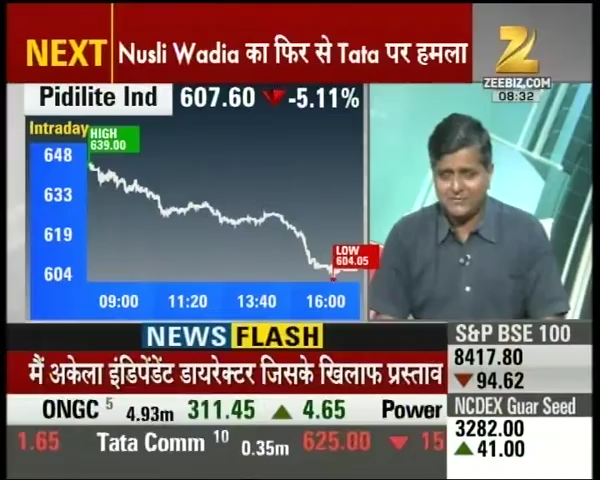 NEXT Nusli Wadia का फिर से Tata पर हमला
Z
ZEEBIZ.COM
08:32
Pidilite Ind 607.60 ▼ -5.11%
Intraday
HIGH
639.00
648
633
619
604
LOW
604.05
09:00 11:20 13:40 16:00
NEWS FLASH
मैं अकेला इंडिपेंडेंट डायरेक्टर जिसके खिलाफ प्रस्ताव
S&P BSE 100
8417.80
▼ 94.62
ONGC 5 4.93m 311.45 ▲ 4.65 Power
NCDEX Guar Seed
3282.00
▲ 41.00
1.65 Tata Comm 10 0.35m 625.00 ▼ 15